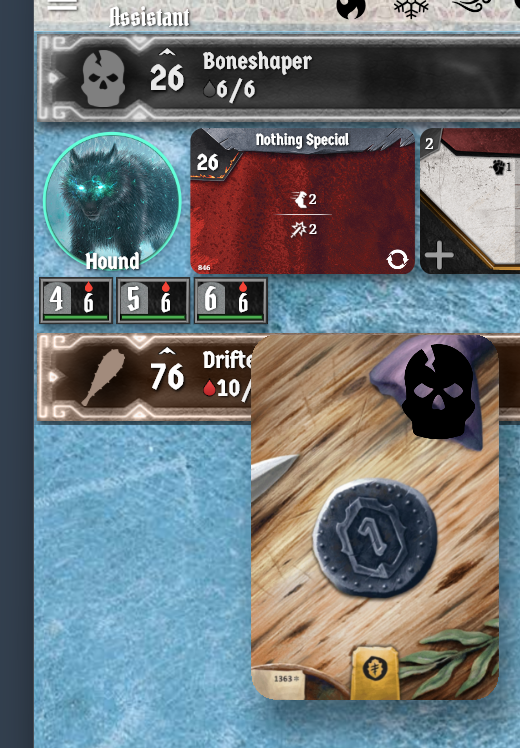 Assistant
26 Boneshaper
6/6
Nothing Special
26
2
2
846
2
1
Hound
4 6 5 6 6 6
76 Drifte
10/
1
1363